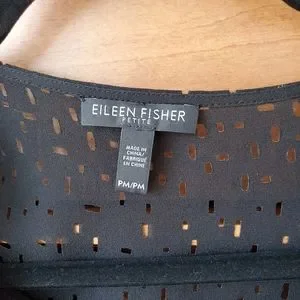 EILEEN FISHER
PETITE
MADE IN
CHINA/
FABRIQUÉ
EN CHINE
PM/PM